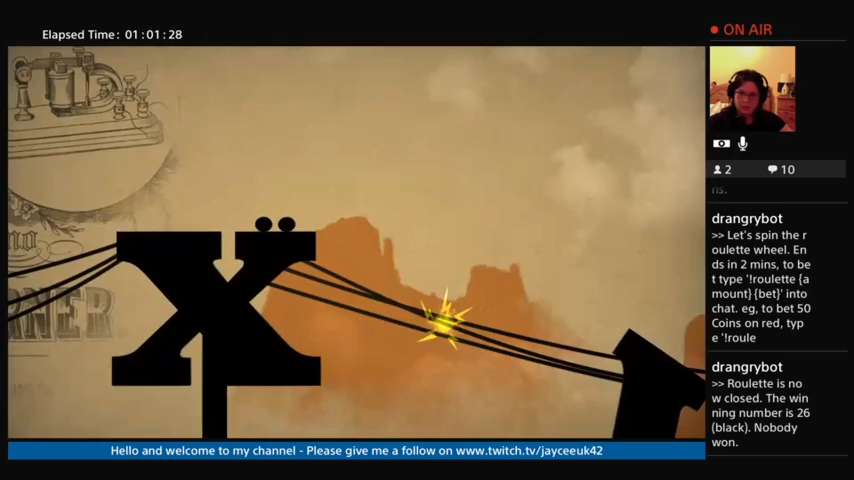 Elapsed Time: 01:01:28
ON AIR
2
10
ns.
RNER
X
drangrybot
>> Let's spin the r
oulette wheel. En
ds in 2 mins, to be
t type '!roulette {a
mount} {bet}' into
chat. eg, to bet 50
Coins on red, typ
e '!roule
drangrybot
>> Roulette is no
w closed. The win
ning number is 26
(black). Nobody
won.
Hello and welcome to my channel - Please give me a follow on www.twitch.tv/jayceeuk42